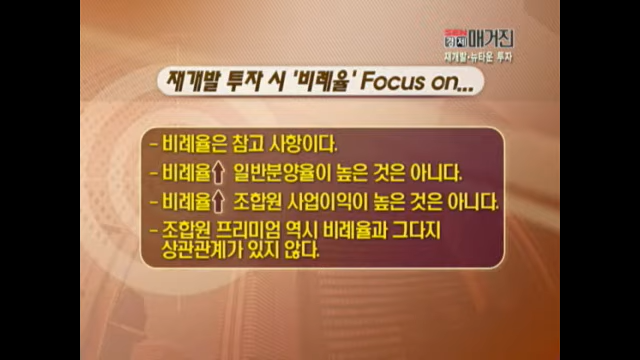 SEN
경제 매거진
재개발·뉴타운 투자
재개발 투자 시 '비례율' Focus on...
- 비례율은 참고 사항이다.
- 비례율↑ 일반분양율이 높은 것은 아니다.
- 비례율↑ 조합원 사업이익이 높은 것은 아니다.
- 조합원 프리미엄 역시 비례율과 그다지
상관관계가 있지 않다.